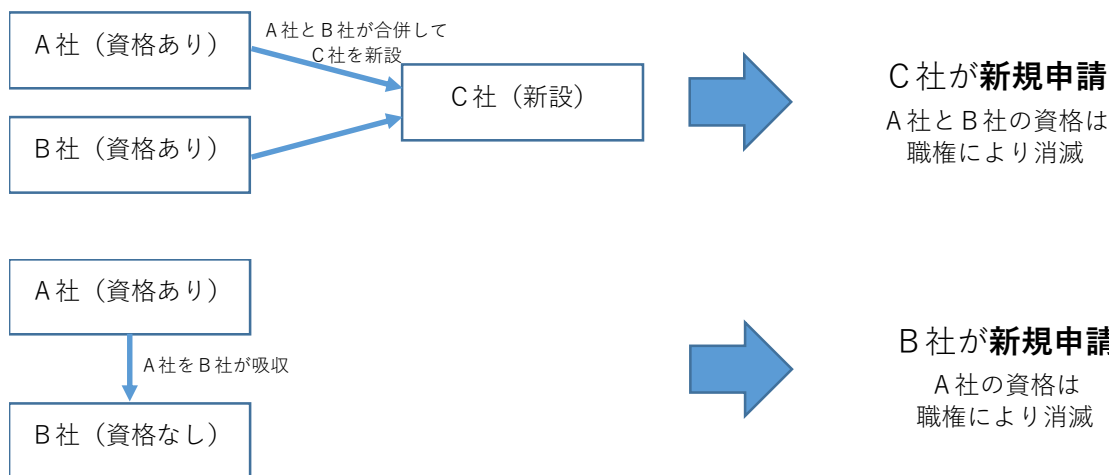 A社（資格あり）
A社とB社が合併して
C社を新設
C社（新設）
B社（資格あり）
C社が新規申請
A社とB社の資格は
職権により消滅
A社（資格あり）
A社をB社が吸収
B社（資格なし）
B社が新規申請
A社の資格は
職権により消滅